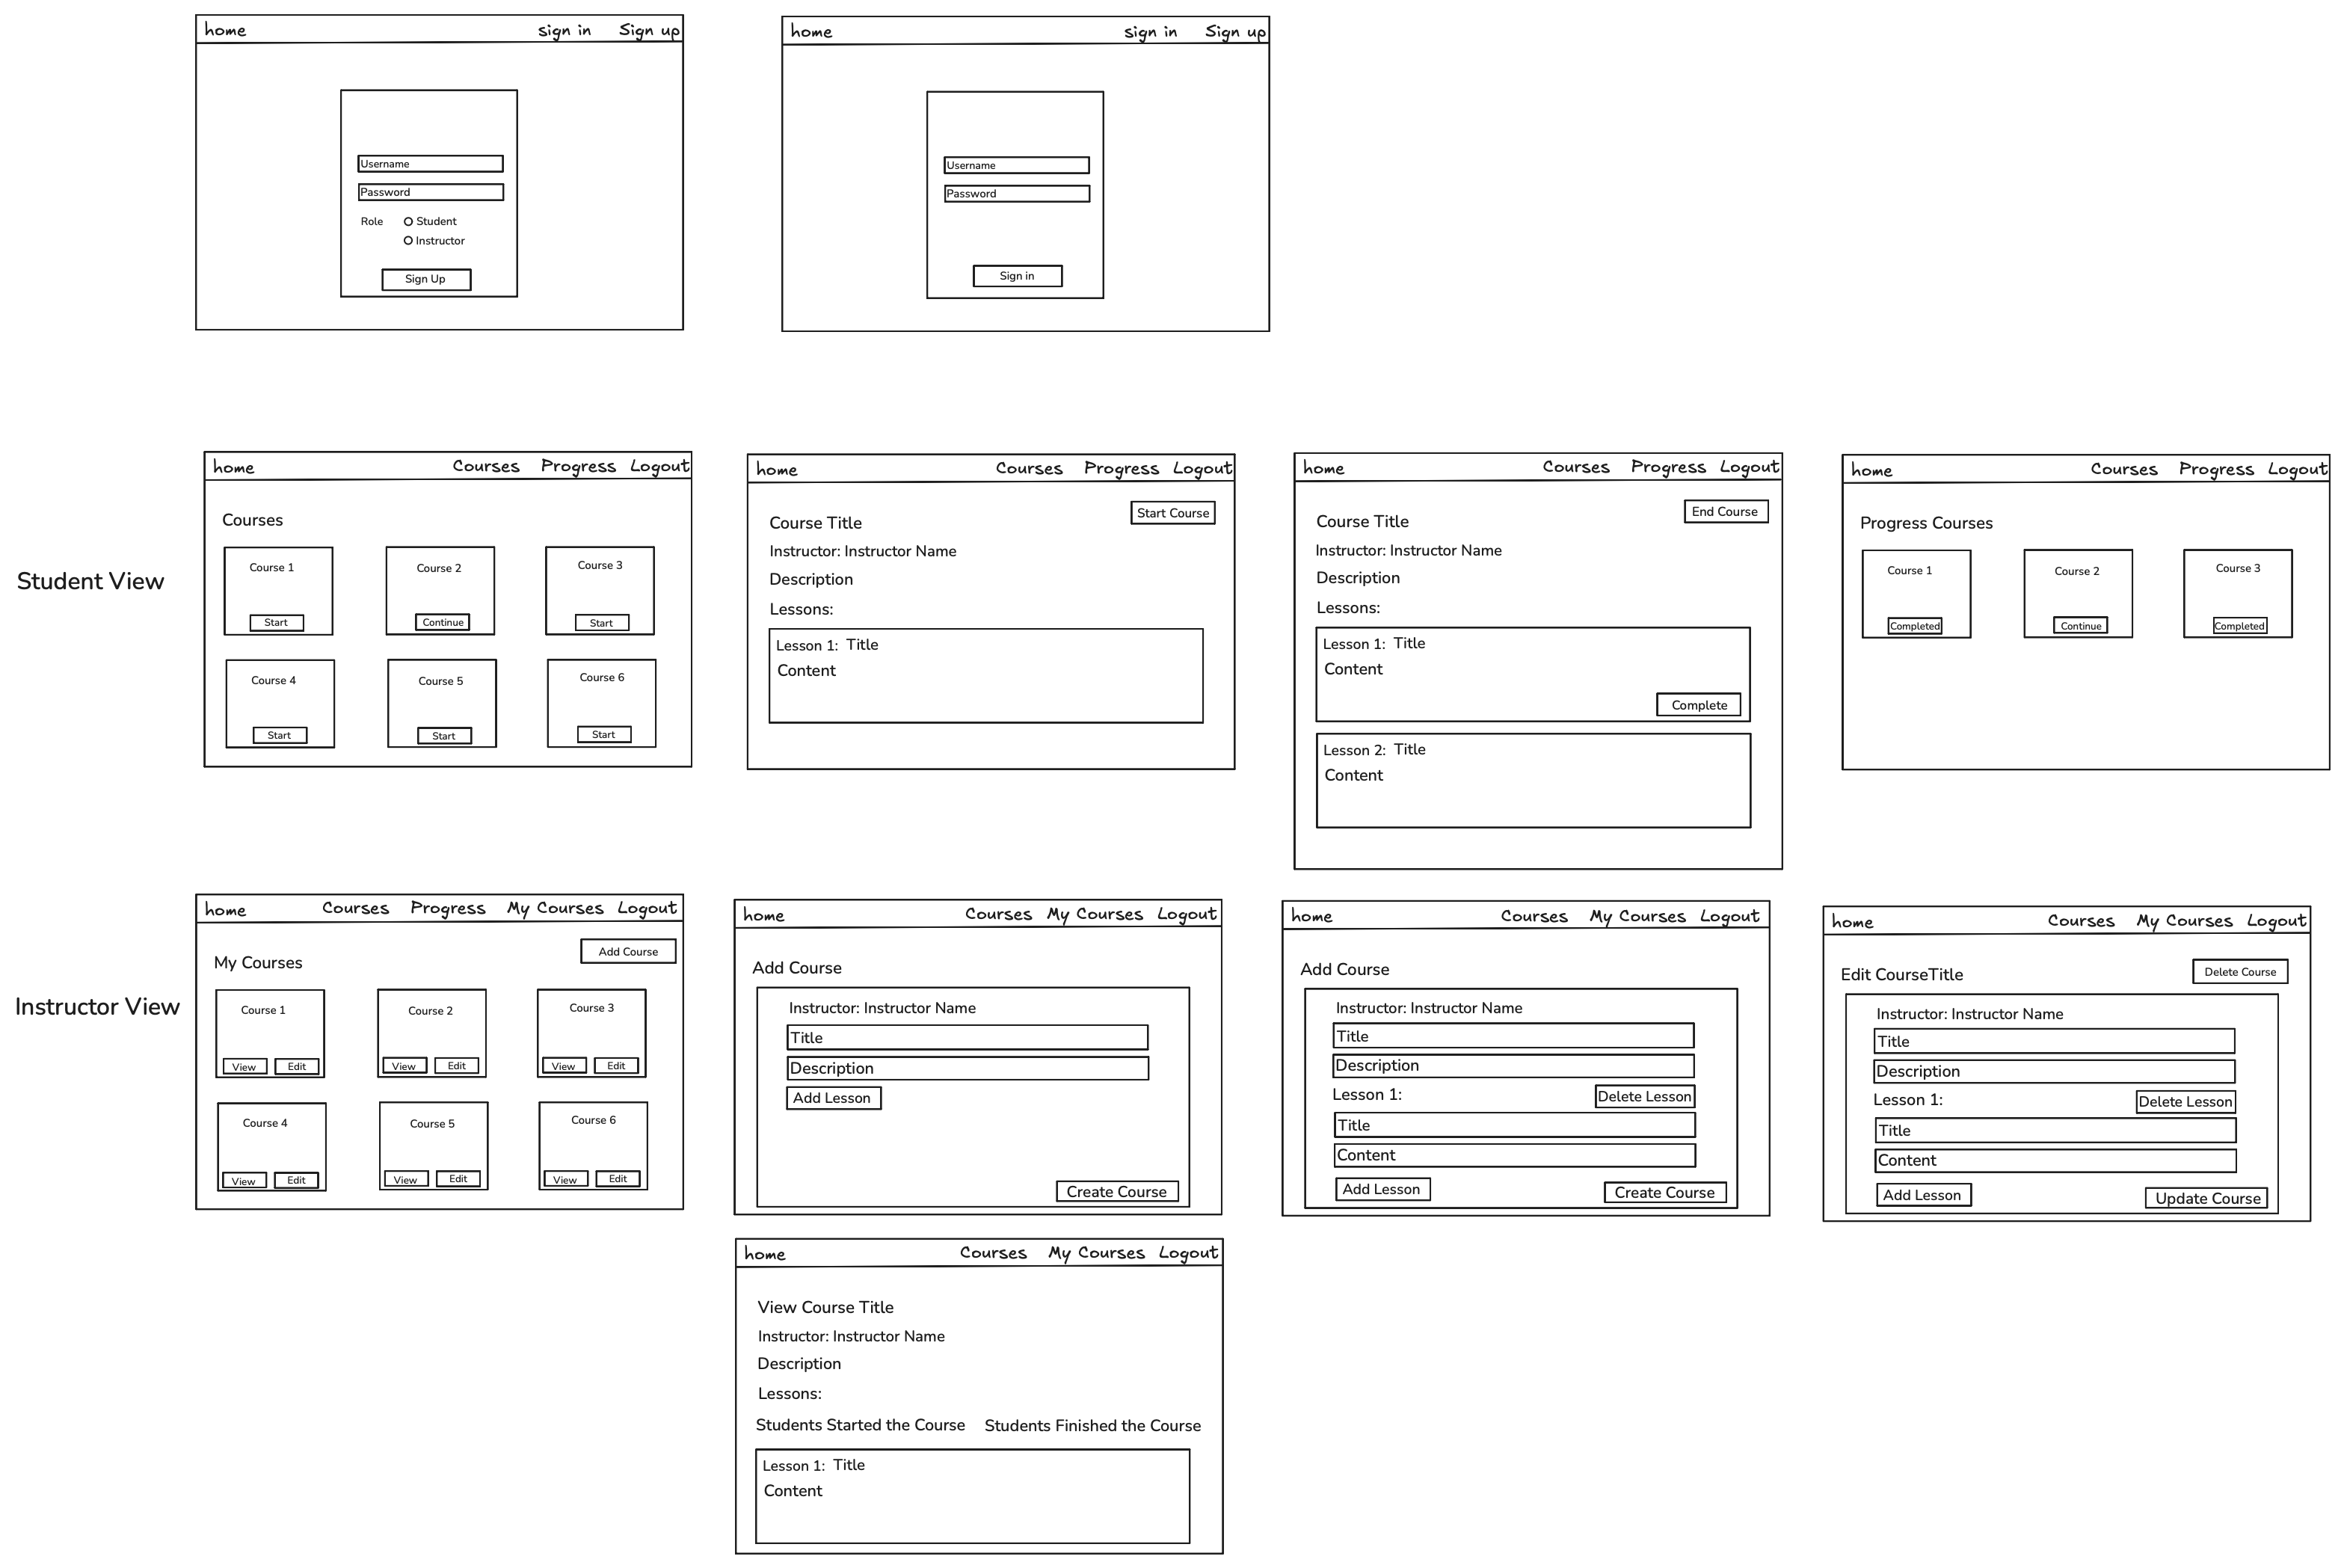 home sign in Sign up
Username
Password
Role Student
Instructor
Sign Up
home sign in Sign up
Username
Password
Sign in
Student View
home Courses Progress Logout
Courses
Course 1 Course 2 Course 3
Start Continue Start
Course 4 Course 5 Course 6
Start Start Start
home Courses Progress Logout
Start Course
Course Title
Instructor: Instructor Name
Description
Lessons:
Lesson 1: Title
Content
home Courses Progress Logout
End Course
Course Title
Instructor: Instructor Name
Description
Lessons:
Lesson 1: Title
Content
Complete
Lesson 2: Title
Content
home Courses Progress Logout
Progress Courses
Course 1 Course 2 Course 3
Completed Continue Completed
Instructor View
home Courses Progress My Courses Logout
Add Course
My Courses
Course 1 Course 2 Course 3
View Edit View Edit View Edit
Course 4 Course 5 Course 6
View Edit View Edit View Edit
home Courses My Courses Logout
Add Course
Instructor: Instructor Name
Title
Description
Add Lesson
Create Course
home Courses My Courses Logout
Add Course
Instructor: Instructor Name
Title
Description
Lesson 1: Delete Lesson
Title
Content
Add Lesson Create Course
home Courses My Courses Logout
Edit CourseTitle Delete Course
Instructor: Instructor Name
Title
Description
Lesson 1: Delete Lesson
Title
Content
Add Lesson Update Course
home Courses My Courses Logout
View Course Title
Instructor: Instructor Name
Description
Lessons:
Students Started the Course Students Finished the Course
Lesson 1: Title
Content